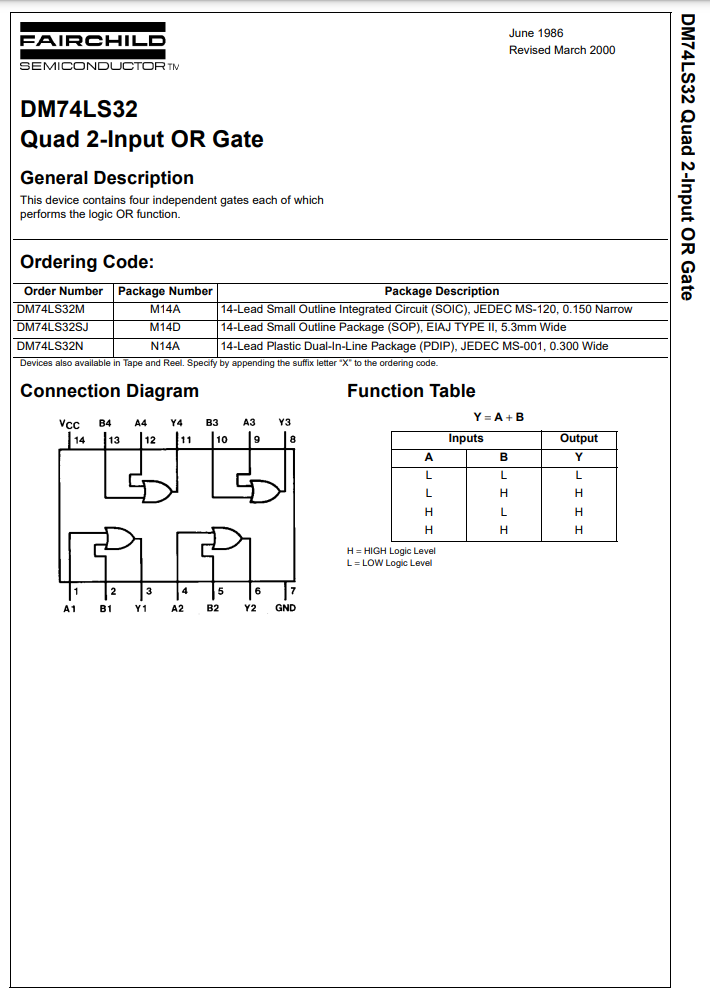 FAIRCHILD
SEMICONDUCTOR TM
June 1986
Revised March 2000
DM74LS32
Quad 2-Input OR Gate
General Description
This device contains four independent gates each of which
performs the logic OR function.
Ordering Code:
Order Number Package Number Package Description
DM74LS32M M14A 14-Lead Small Outline Integrated Circuit (SOIC), JEDEC MS-120, 0.150 Narrow
DM74LS32SJ M14D 14-Lead Small Outline Package (SOP), EIAJ TYPE II, 5.3mm Wide
DM74LS32N N14A 14-Lead Plastic Dual-In-Line Package (PDIP), JEDEC MS-001, 0.300 Wide
Devices also available in Tape and Reel. Specify by appending the suffix letter “X” to the ordering code.
Connection Diagram
VCC B4 A4 Y4 B3 A3 Y3
14 13 12 11 10 9 8
1 2 3 4 5 6 7
A1 B1 Y1 A2 B2 Y2 GND
Function Table
Y = A + B
Inputs Output
A B Y
L L L
L H H
H L H
H H H
H = HIGH Logic Level
L = LOW Logic Level
DM74LS32 Quad 2-Input OR Gate